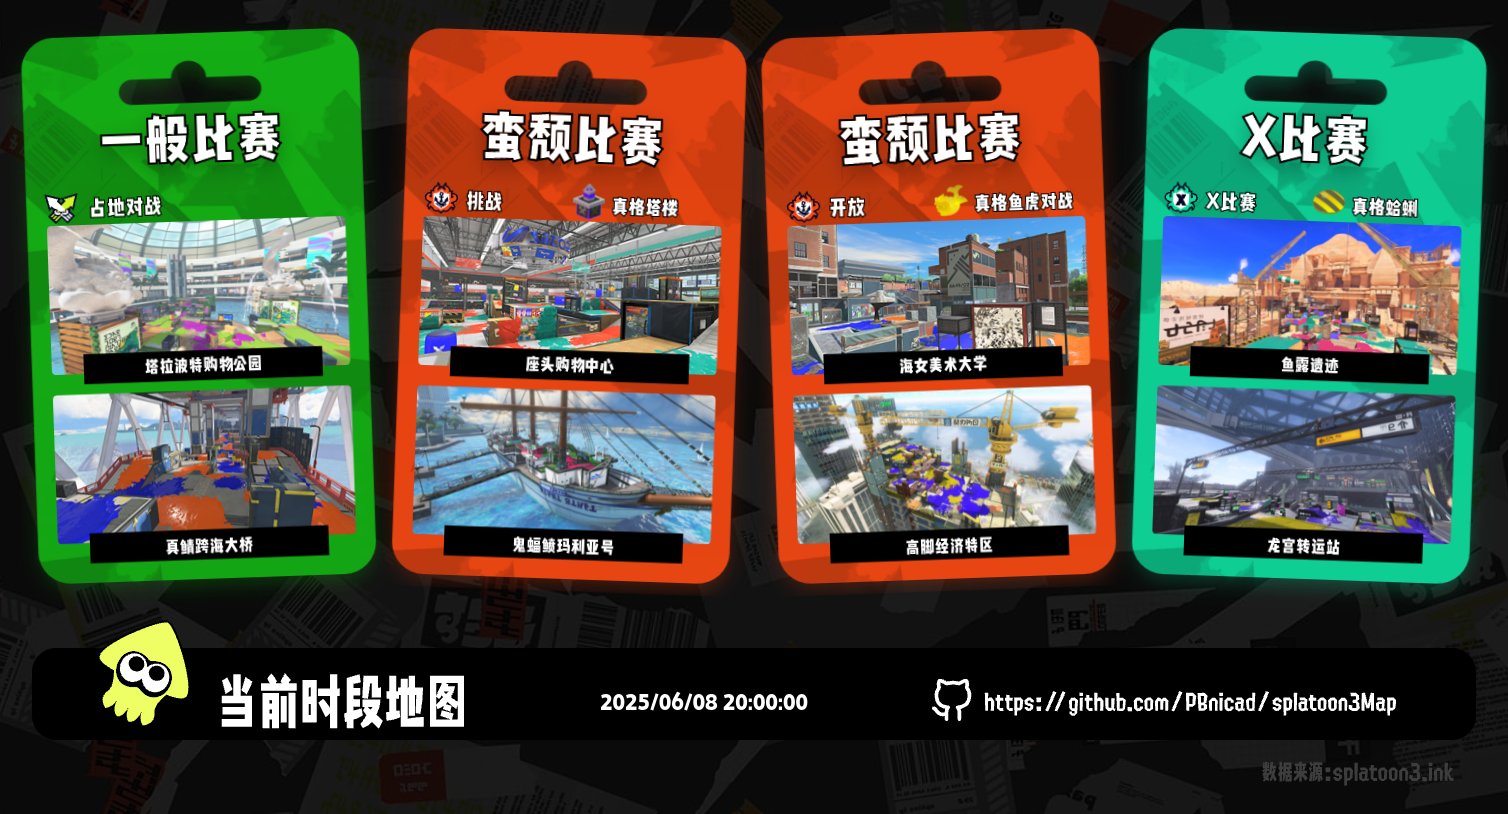 一般比赛
占地对战
塔拉波特购物公园
真鲭跨海大桥
蛮颓比赛
挑战
真格塔楼
座头购物中心
鬼蝠鲼玛利亚号
蛮颓比赛
开放
真格鱼虎对战
海女美术大学
高脚经济特区
X比赛
X比赛
真格蛤蜊
鱼露遗迹
龙宫转运站
当前时段地图
2025/06/08 20:00:00
https://github.com/PBnicad/splatoon3Map
数据来源:splatoon3.ink